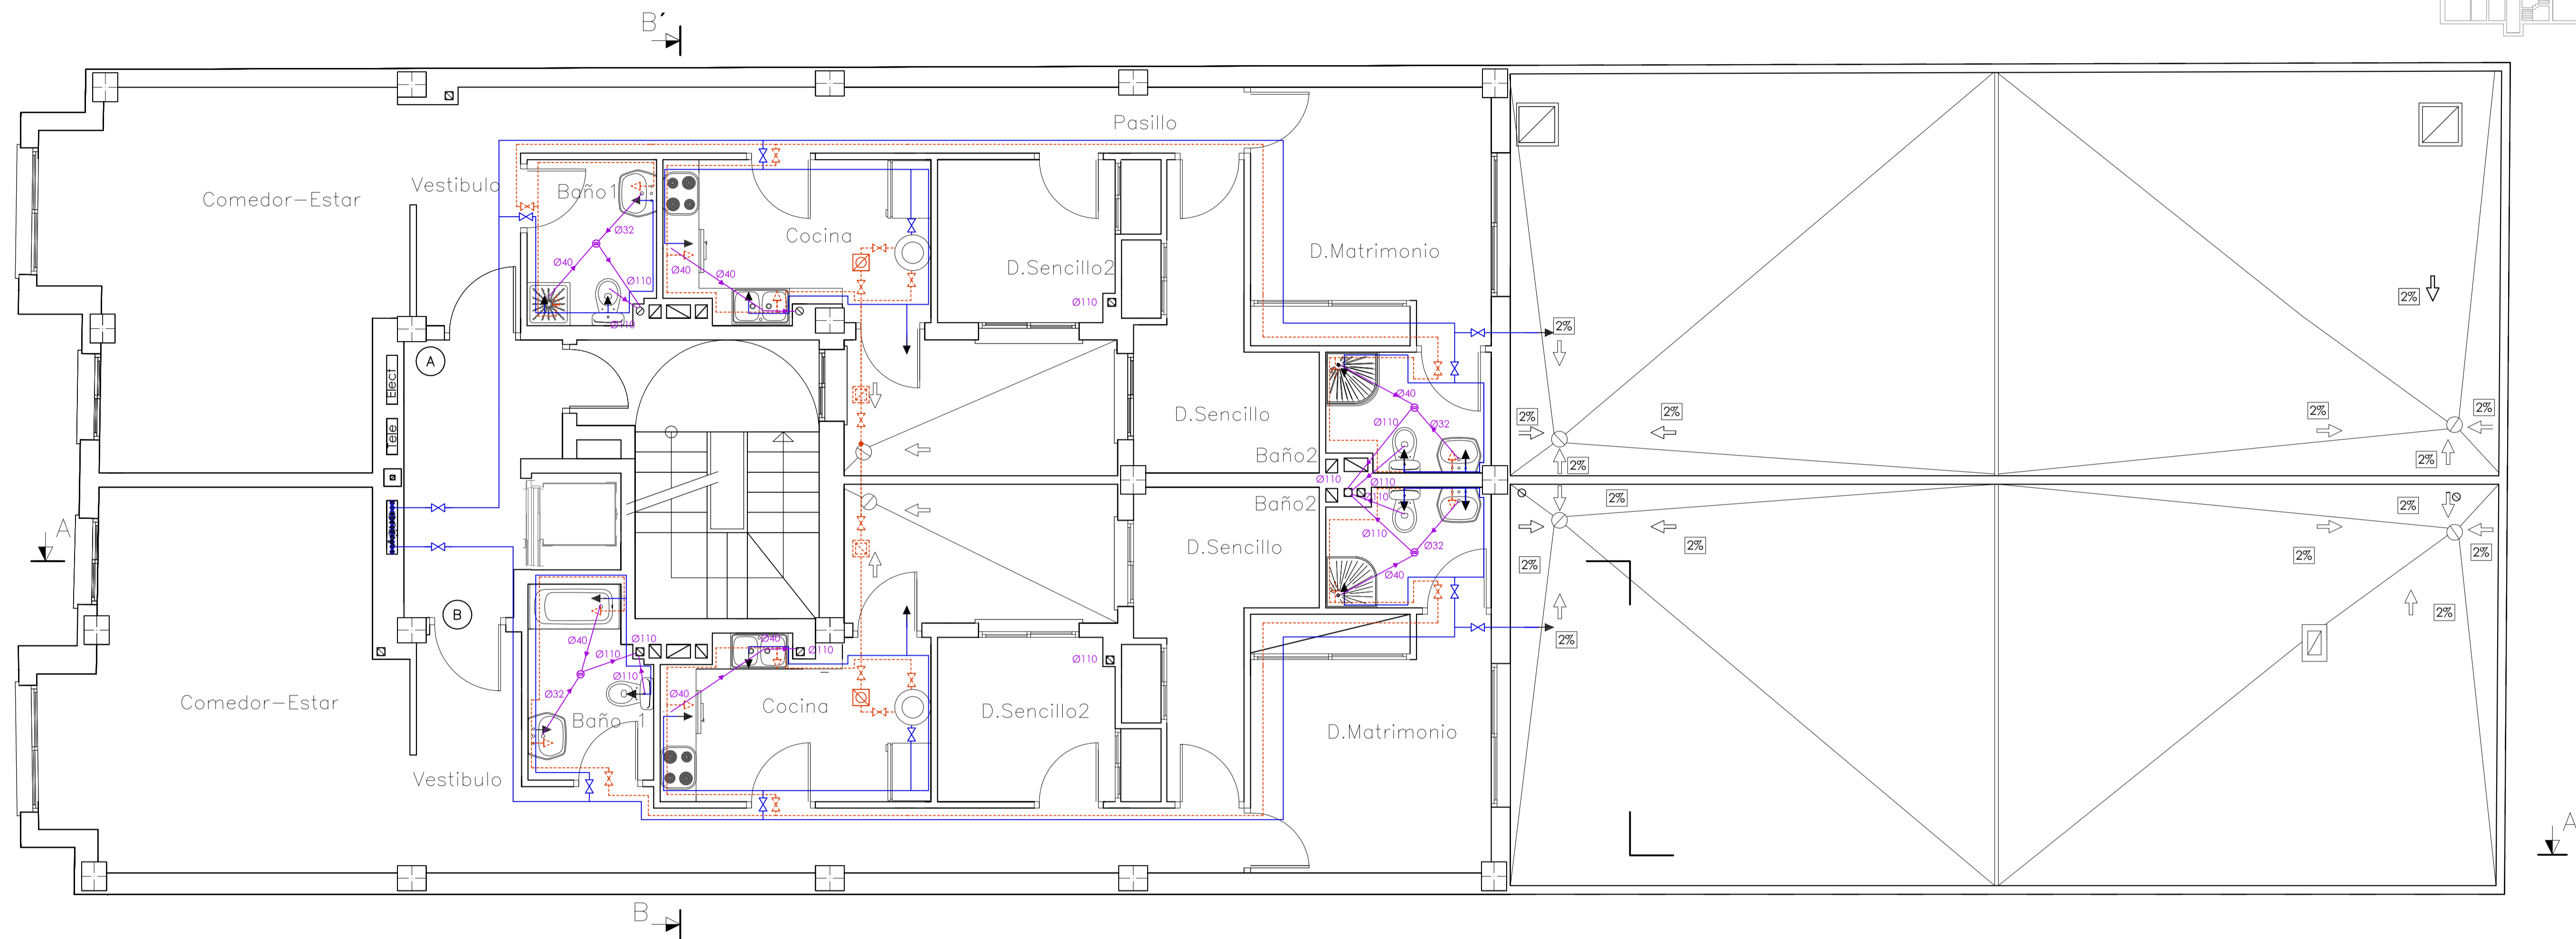 B´
Pasillo
Comedor-Estar
Vestibulo
Baño1
Cocina
D.Sencillo2
D.Matrimonio
Ø32
Ø40
Ø110
Ø110
Ø40
Ø40
Ø110
2%
2%
A
Elect
Tele
D.Sencillo
Baño2
Ø40
Ø110
Ø32
Ø110
2%
2%
2%
2%
2%
2%
Ø110
Ø110
Baño2
D.Sencillo
Ø110
Ø32
Ø40
2%
2%
2%
2%
2%
2%
2%
2%
2%
A
B
Ø40
Ø110
Ø110
Ø110
Ø32
Ø40
Ø110
Ø40
Ø110
Comedor-Estar
Baño 1
Cocina
D.Sencillo2
D.Matrimonio
Vestibulo
A
B